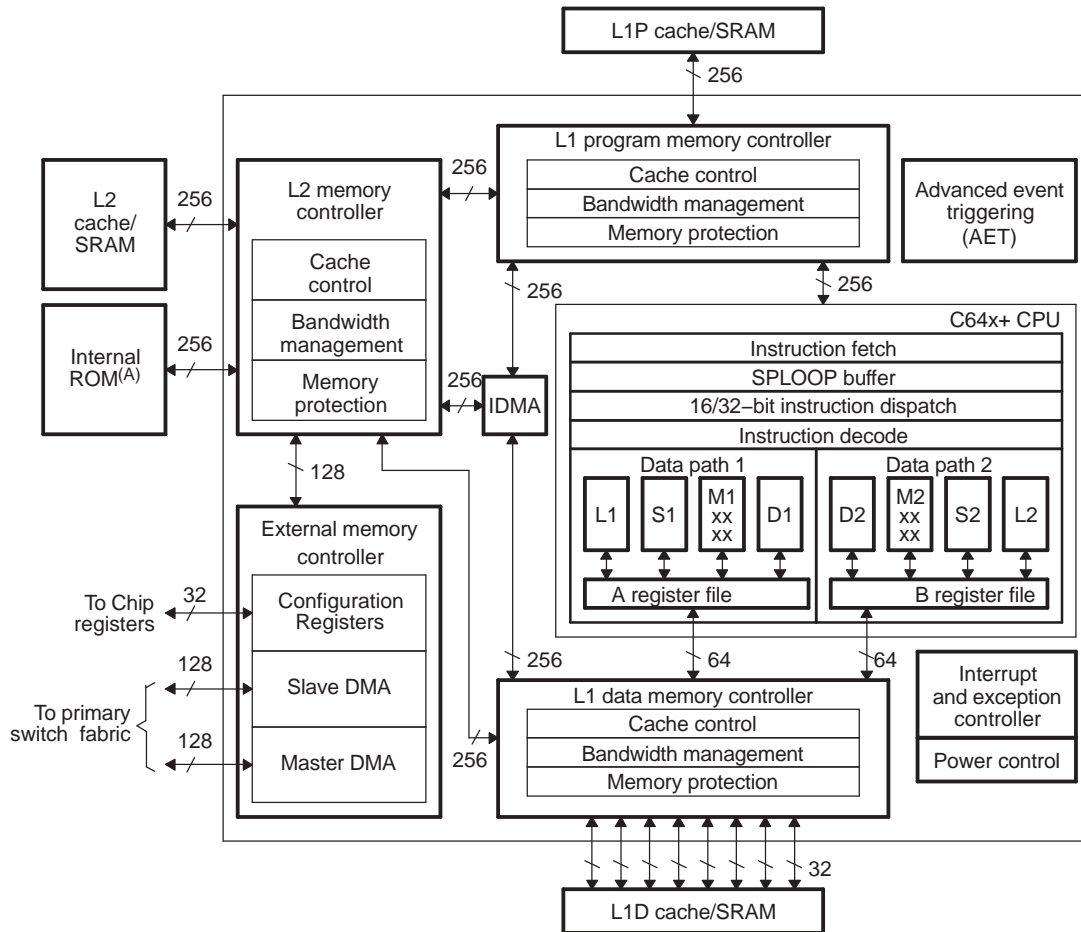 L1P cache/SRAM
256
L1 program memory controller
Cache control
Bandwidth management
Memory protection
Advanced event
triggering
(AET)
L2
cache/
SRAM
256
L2 memory
controller
256
Cache
control
Bandwidth
management
Memory
protection
Internal
ROM(A)
256
256
IDMA
256
256
C64x+ CPU
Instruction fetch
SPLOOP buffer
16/32−bit instruction dispatch
Instruction decode
Data path 1
L1
S1
M1
xx
xx
D1
A register file
Data path 2
D2
M2
xx
xx
S2
L2
B register file
128
External memory
controller
Configuration
Registers
Slave DMA
Master DMA
To Chip
registers
32
To primary
switch fabric
128
128
256
256
64
64
L1 data memory controller
Cache control
Bandwidth management
Memory protection
Interrupt
and exception
controller
Power control
32
L1D cache/SRAM